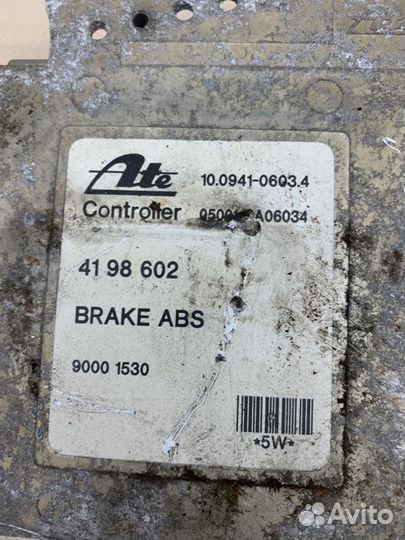 Ate
10.0941-0603.4
Controller
41 98 602
BRAKE ABS
9000 1530
*5W*
Avito